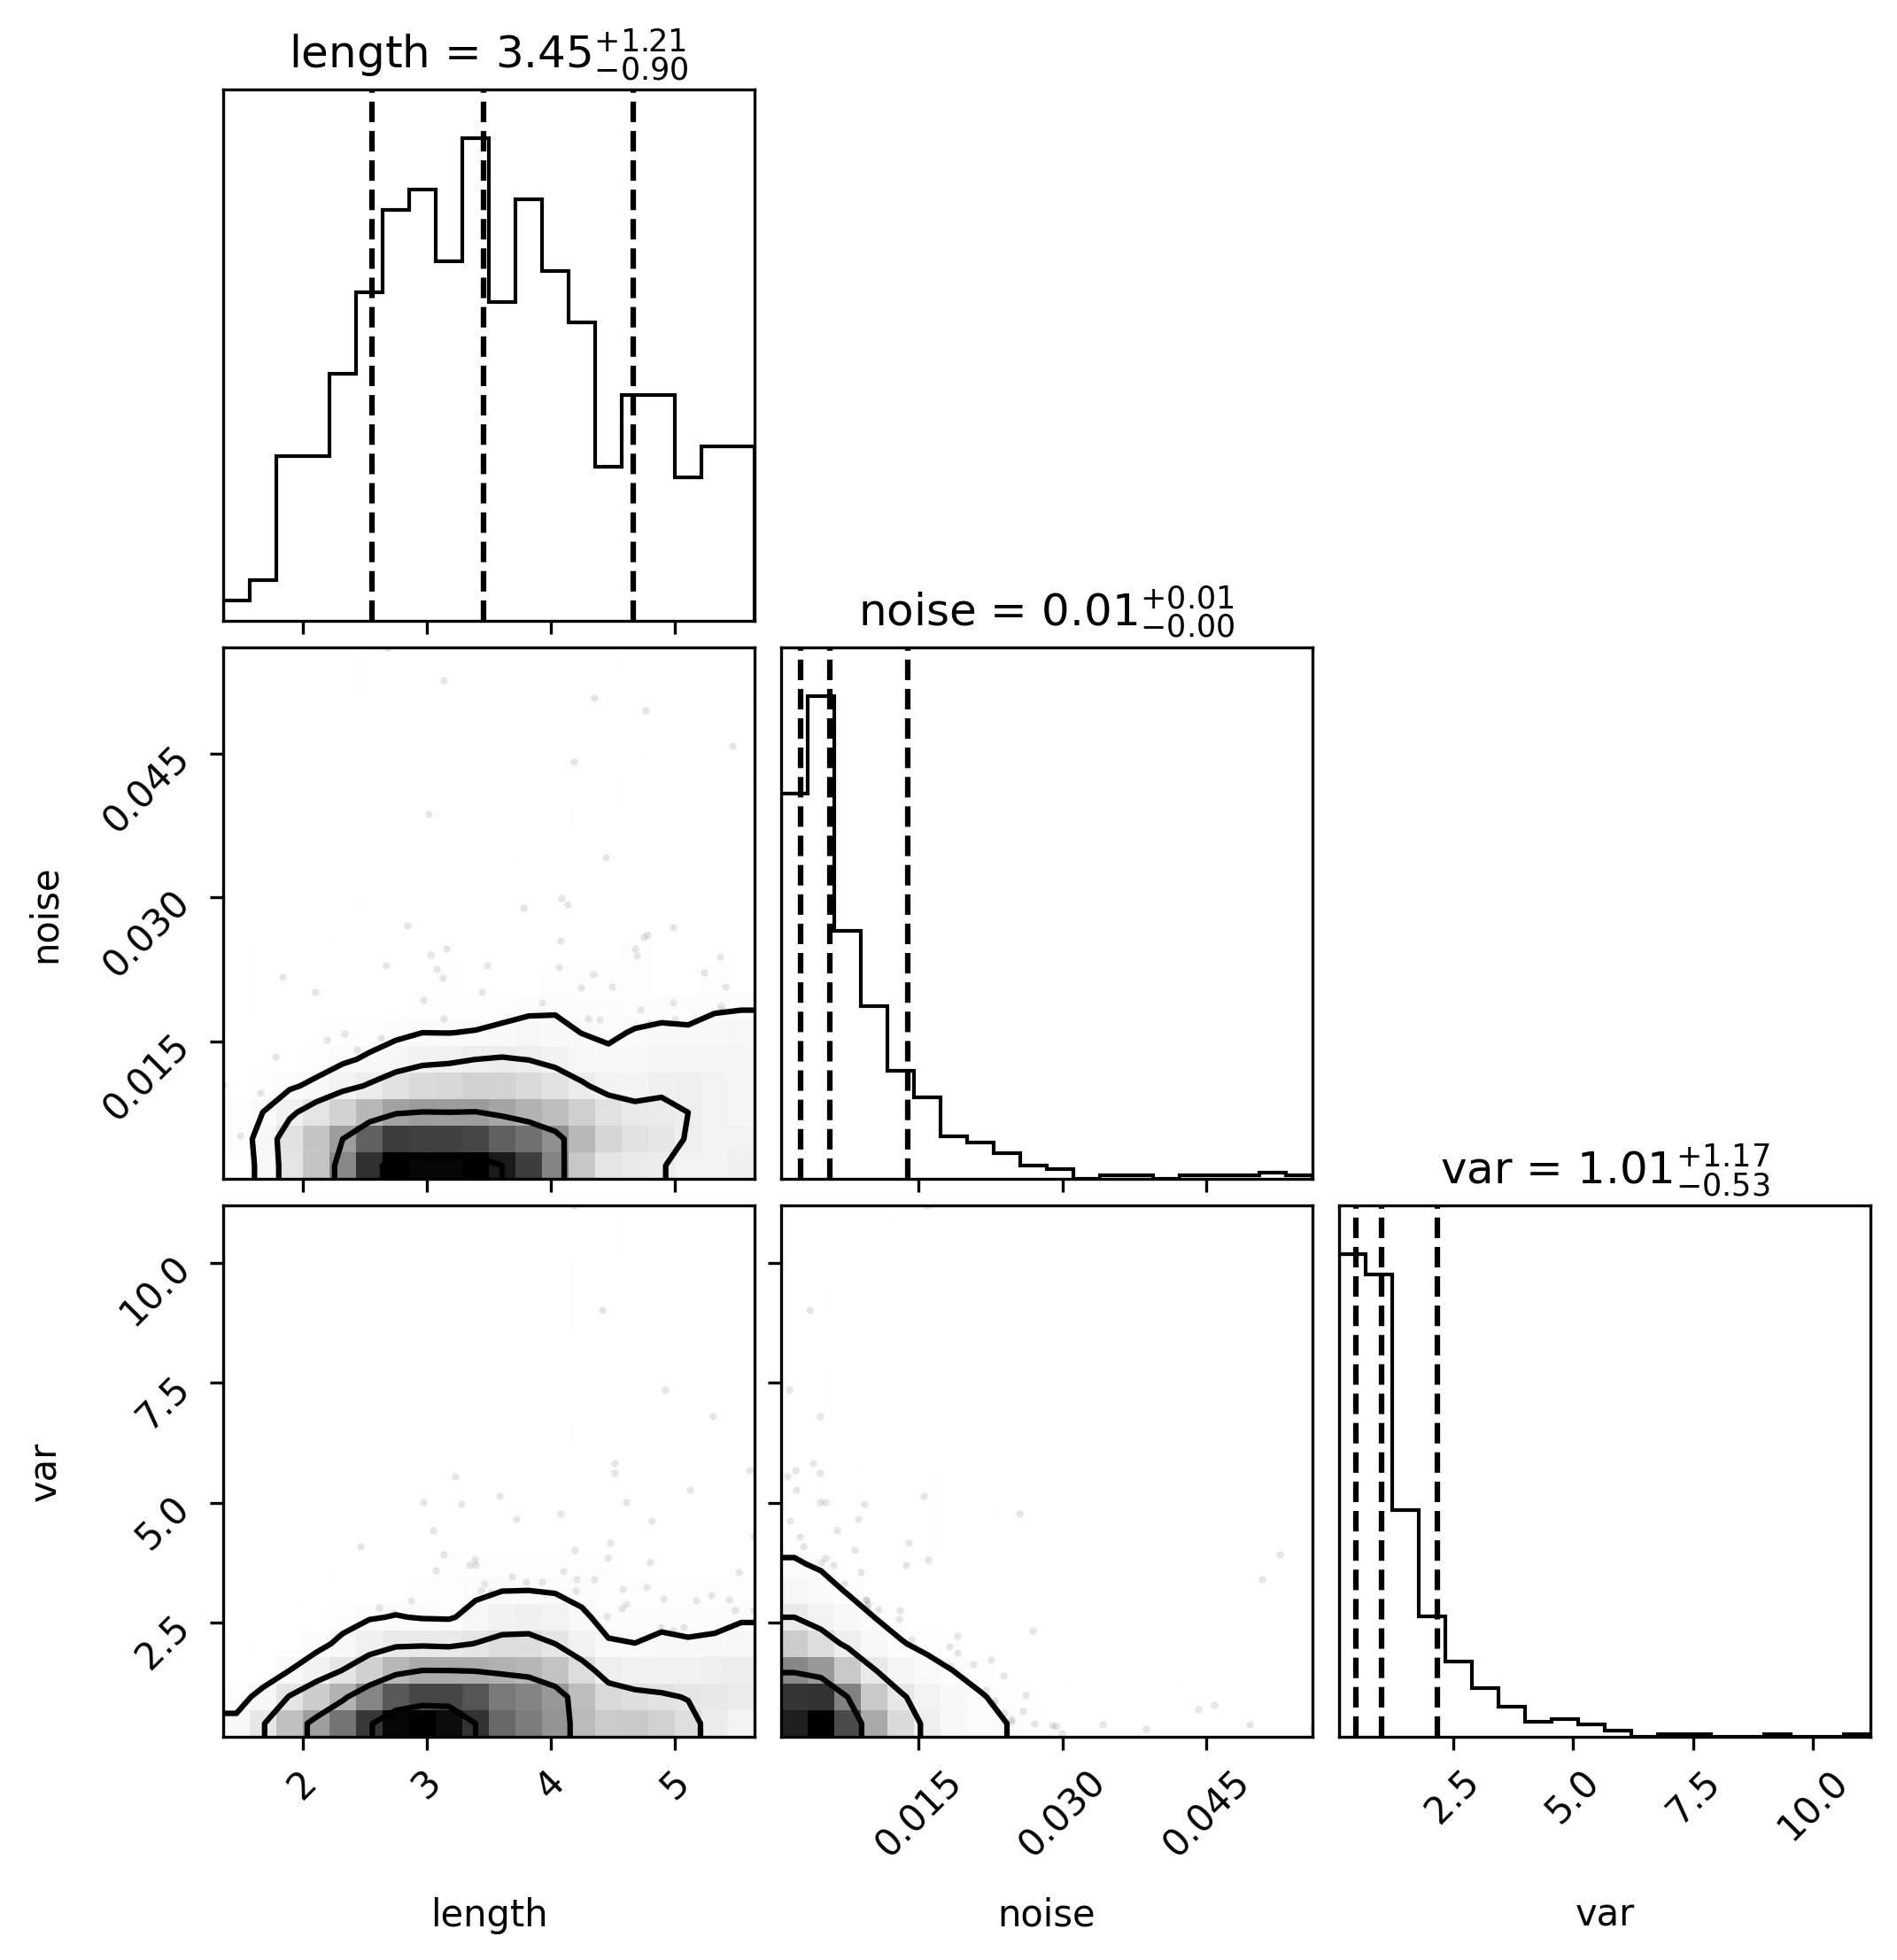 length = 3.45+1.21−0.90
noise = 0.01+0.01−0.00
0.045
0.030
0.015
noise
var = 1.01+1.17−0.53
10.0
7.5
5.0
2.5
var
2 3 4 5
0.015 0.030 0.045
2.5 5.0 7.5 10.0
length noise var